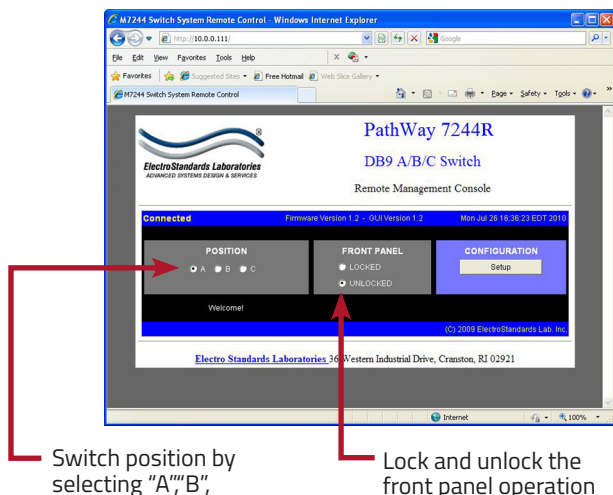 M7244 Switch System Remote Control - Windows Internet Explorer
http://10.0.0.111/
Google
File Edit View Favorites Tools Help
X
Favorites Suggested Sites Free Hotmail Web Slice Gallery
M7244 Switch System Remote Control
Page Safety Tools »
®
ElectroStandards Laboratories
ADVANCED SYSTEMS DESIGN & SERVICES
PathWay 7244R
DB9 A/B/C Switch
Remote Management Console
Connected Firmware Version 1.2 - GUI Version 1.2 Mon Jul 26 16:36:23 EDT 2010
POSITION
A B C
FRONT PANEL
LOCKED
UNLOCKED
CONFIGURATION
Setup
Welcome!
(C) 2009 ElectroStandards Lab. Inc.
Electro Standards Laboratories 36 Western Industrial Drive, Cranston, RI 02921
Internet 100%
Switch position by
selecting “A”,“B”,
Lock and unlock the
front panel operation